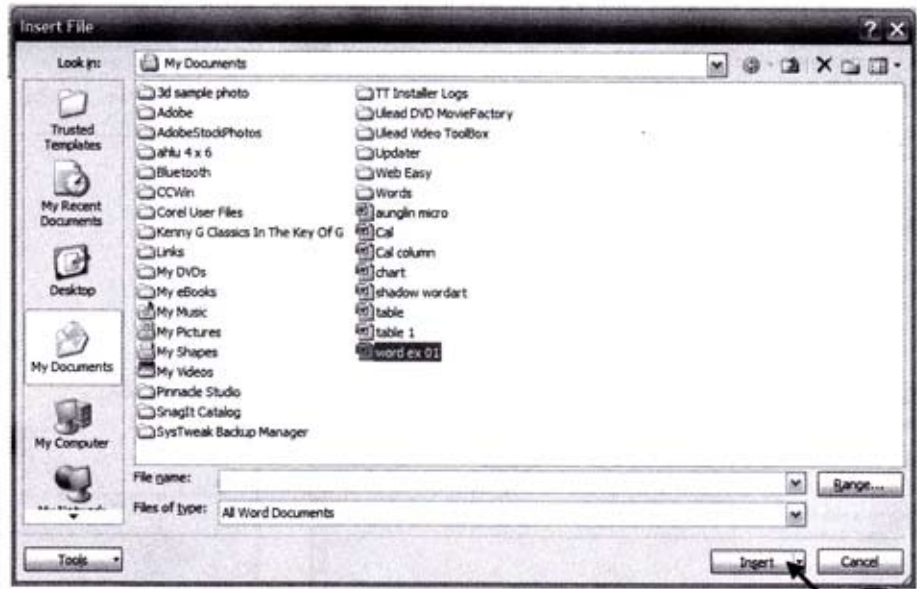 Insert File
Look in:
My Documents
Trusted
Templates
My Recent
Documents
Desktop
My Documents
My Computer
3d sample photo
Adobe
AdobeStockPhotos
ahlu 4 x 6
Bluetooth
CCWin
Corel User Files
Kenny G Classics In The Key Of G
Links
My DVDs
My eBooks
My Music
My Pictures
My Shapes
My Videos
Pinnacle Studio
SnagIt Catalog
SysTweak Backup Manager
TT Installer Logs
Ulead DVD MovieFactory
Ulead Video ToolBox
Updater
Web Easy
Words
aunglin micro
Cal
Cal column
chart
shadow wordart
table
table 1
word ex 01
File name:
Range...
Files of type:
All Word Documents
Tools
Insert
Cancel